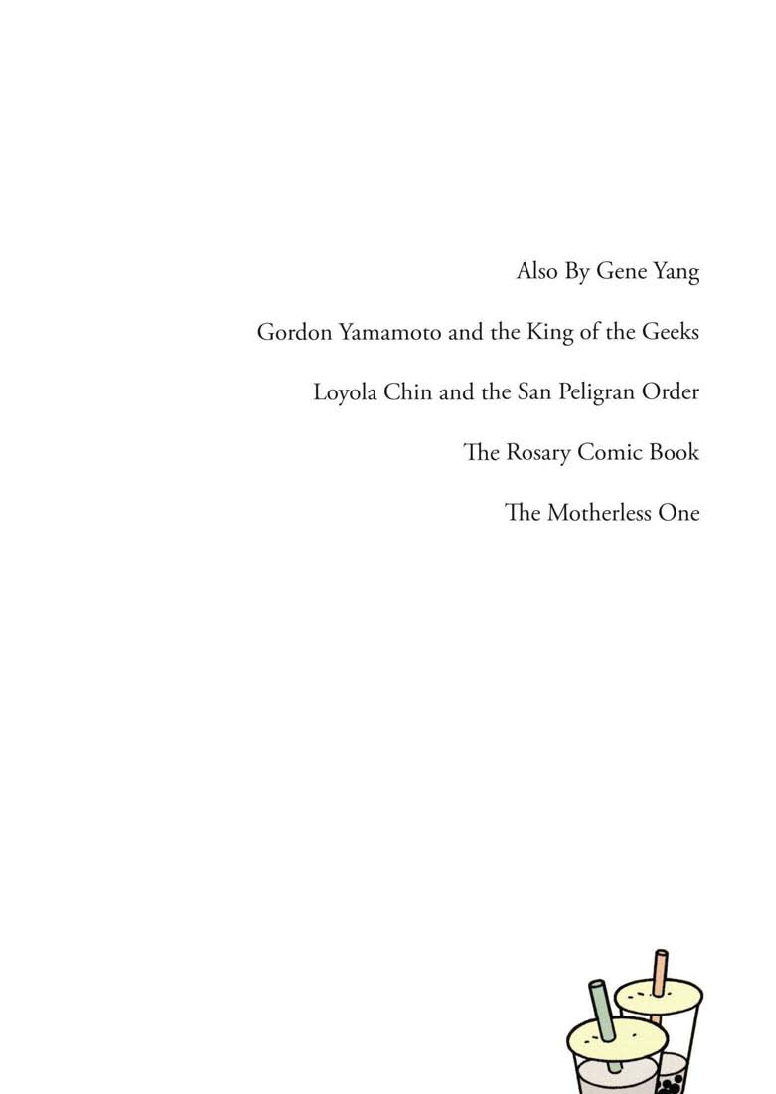 Also By Gene Yang
Gordon Yamamoto and the King of the Geeks
Loyola Chin and the San Peligran Order
The Rosary Comic Book
The Motherless One